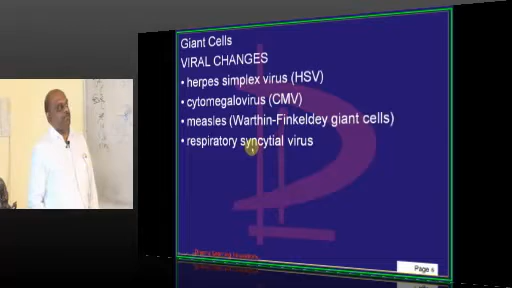 Giant Cells
VIRAL CHANGES
• herpes simplex virus (HSV)
• cytomegalovirus (CMV)
• measles (Warthin-Finkeldey giant cells)
• respiratory syncytial virus
Page 6